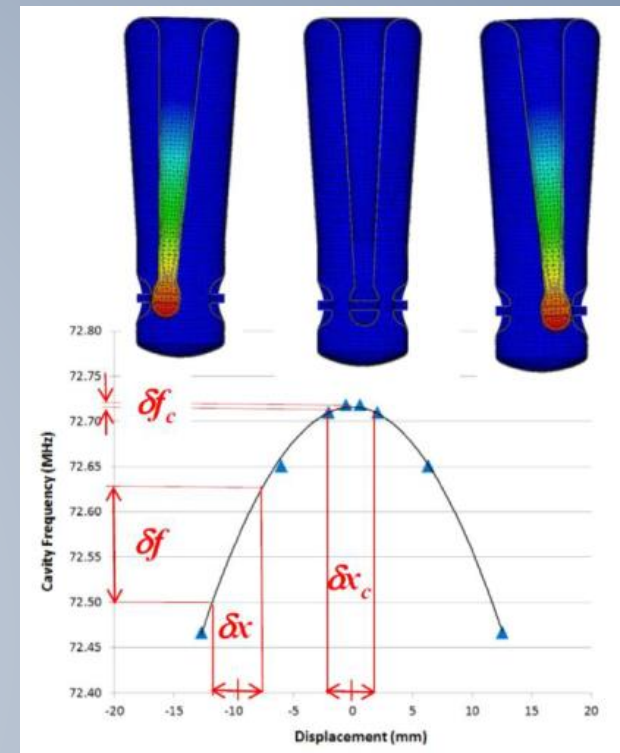 72.80
72.75
72.70
72.65
72.60
72.55
72.50
72.45
72.40
Cavity Frequency (MHz)
δf_c
δf
δx
δx_c
-20 -15 -10 -5 0 5 10 15 20
Displacement (mm)